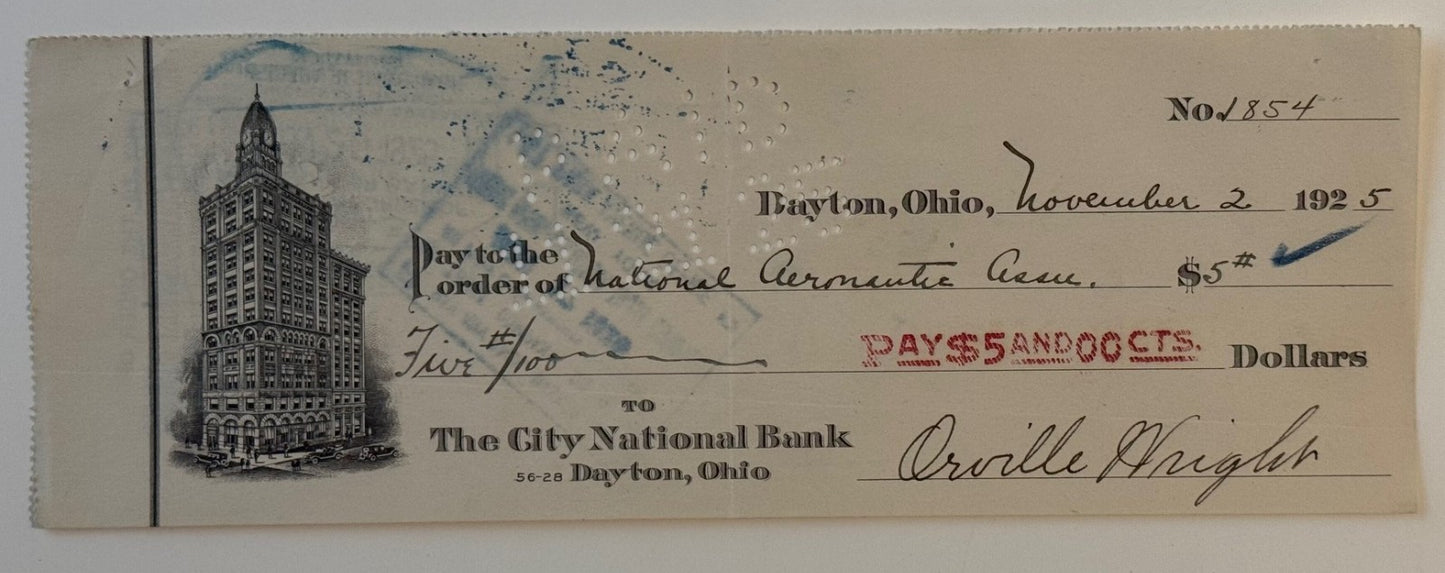 No. 1854
Dayton, Ohio, November 2 1925
Pay to the
order of National Aeronautic Assn. $5#
Five #/100
PAY $5 AND 00 CTS. Dollars
TO
The City National Bank
56-28 Dayton, Ohio
Orville Wright